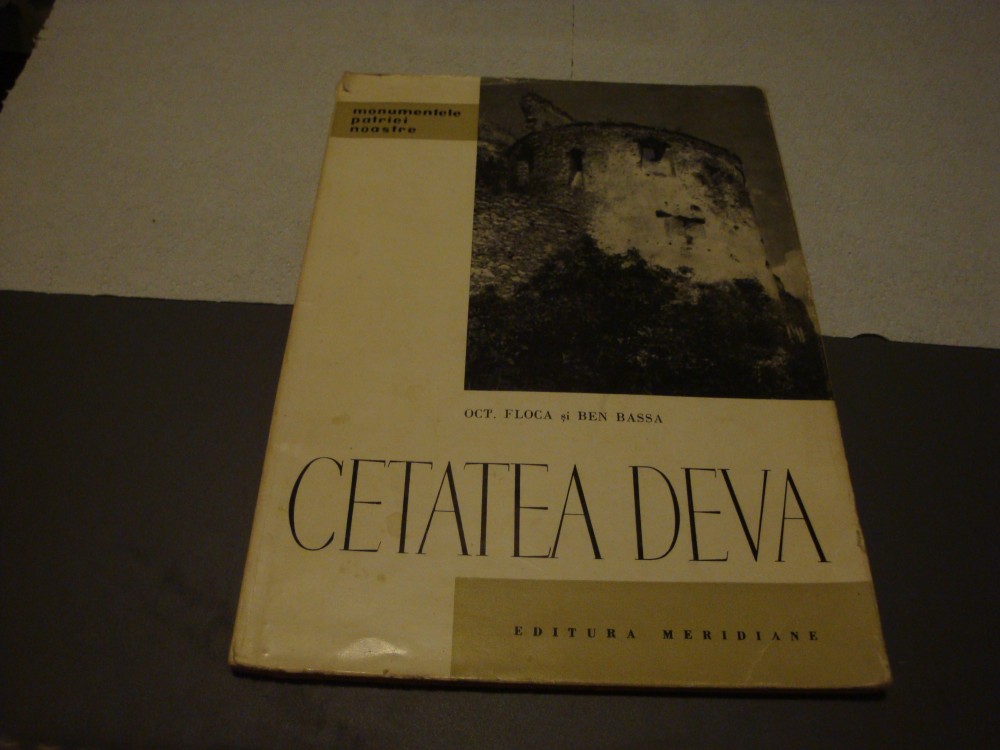 monumentele
patriei
noastre
OCT. FLOCA și BEN BASSA
CETATEA DEVA
EDITURA MERIDIANE